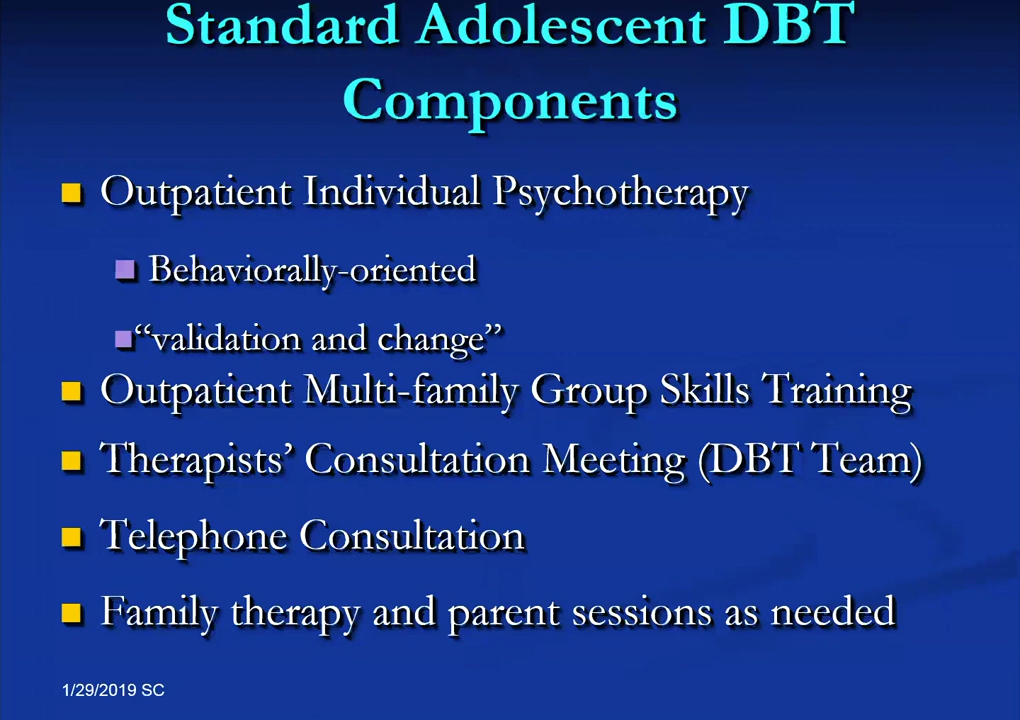 Standard Adolescent DBT
Components
Outpatient Individual Psychotherapy
Behaviorally-oriented
“validation and change”
Outpatient Multi-family Group Skills Training
Therapists’ Consultation Meeting (DBT Team)
Telephone Consultation
Family therapy and parent sessions as needed
1/29/2019 SC